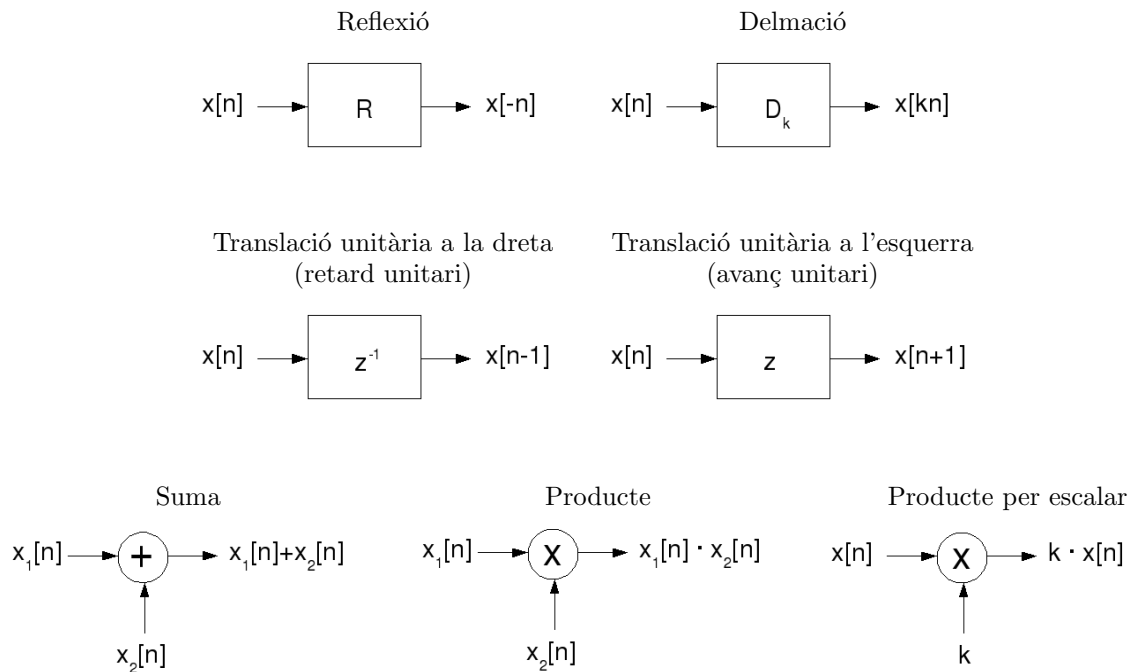 Reflexió
Delmació
x[n] R x[-n]
x[n] D_k x[kn]
Translació unitària a la dreta
(retard unitari)
Translació unitària a l'esquerra
(avanç unitari)
x[n] z^-1 x[n-1]
x[n] z x[n+1]
Suma
Producte
Producte per escalar
x_1[n] + x_1[n]+x_2[n]
x_2[n]
x_1[n] X x_1[n] · x_2[n]
x_2[n]
x[n] X k · x[n]
k